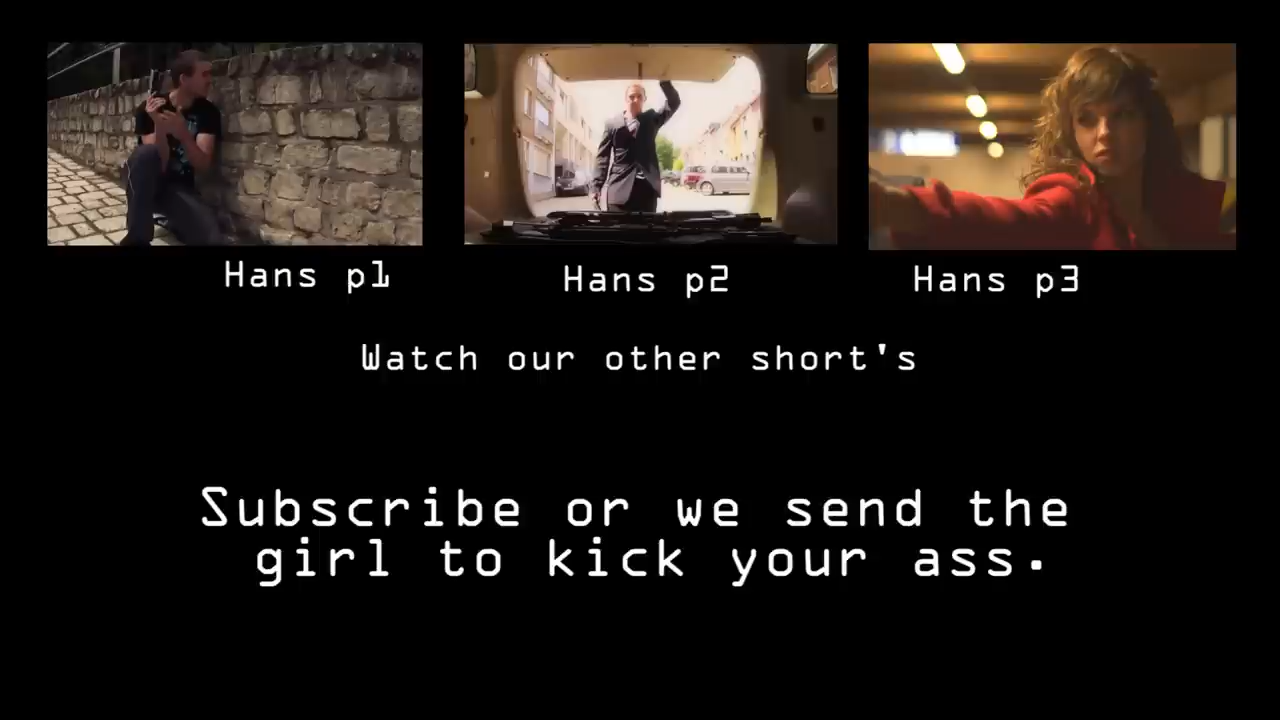 Hans p1
Hans p2
Hans p3
Watch our other short's
Subscribe or we send the
girl to kick your ass.